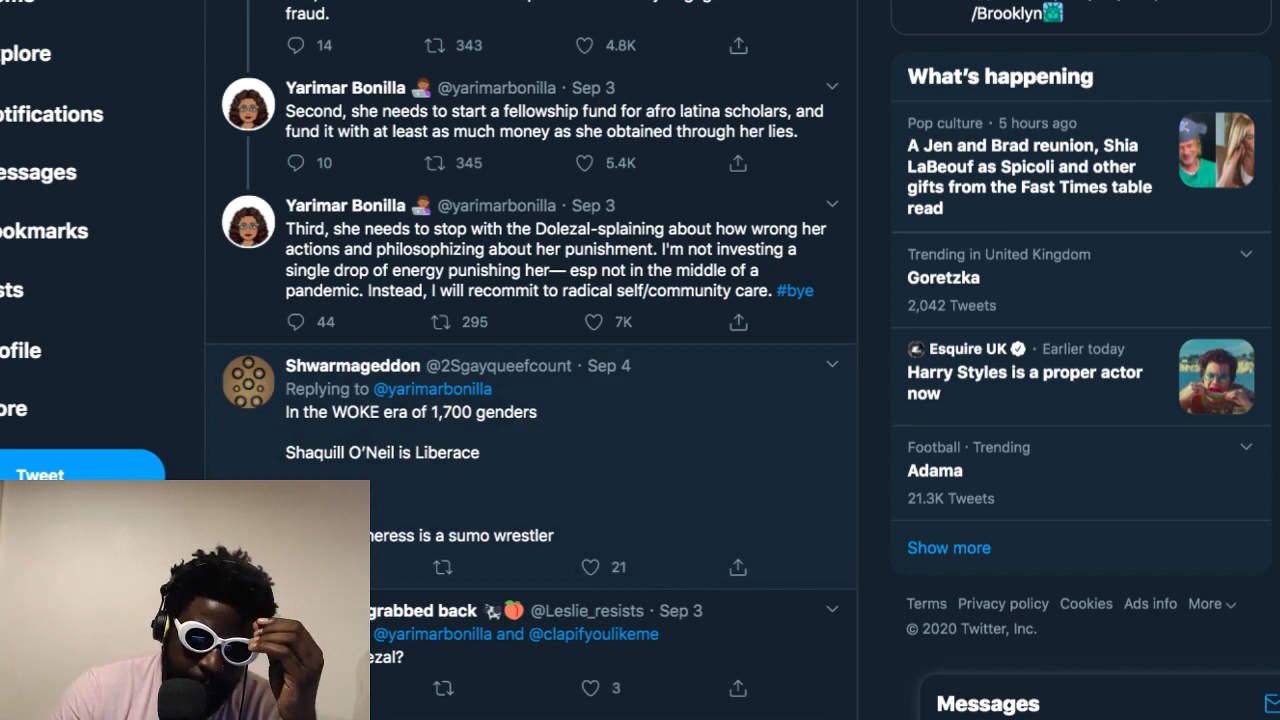 plore
otifications
essages
ookmarks
sts
ofile
ore
Tweet
fraud.
14 343 4.8K
Yarimar Bonilla @yarimarbonilla · Sep 3
Second, she needs to start a fellowship fund for afro latina scholars, and
fund it with at least as much money as she obtained through her lies.
10 345 5.4K
Yarimar Bonilla @yarimarbonilla · Sep 3
Third, she needs to stop with the Dolezal-splaining about how wrong her
actions and philosophizing about her punishment. I'm not investing a
single drop of energy punishing her— esp not in the middle of a
pandemic. Instead, I will recommit to radical self/community care. #bye
44 295 7K
Shwarmageddon @2Sgayqueefcount · Sep 4
Replying to @yarimarbonilla
In the WOKE era of 1,700 genders
Shaquill O'Neil is Liberace
heress is a sumo wrestler
21
grabbed back @Leslie_resists · Sep 3
@yarimarbonilla and @clapifyoulikeme
ezal?
3
/Brooklyn
What's happening
Pop culture · 5 hours ago
A Jen and Brad reunion, Shia
LaBeouf as Spicoli and other
gifts from the Fast Times table
read
Trending in United Kingdom
Goretzka
2,042 Tweets
Esquire UK · Earlier today
Harry Styles is a proper actor
now
Football · Trending
Adama
21.3K Tweets
Show more
Terms Privacy policy Cookies Ads info More
© 2020 Twitter, Inc.
Messages